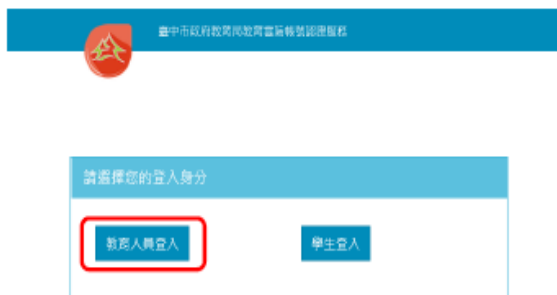 臺中市政府教育局教育雲端帳號認證服務
請選擇您的登入身分
教育人員登入
學生登入